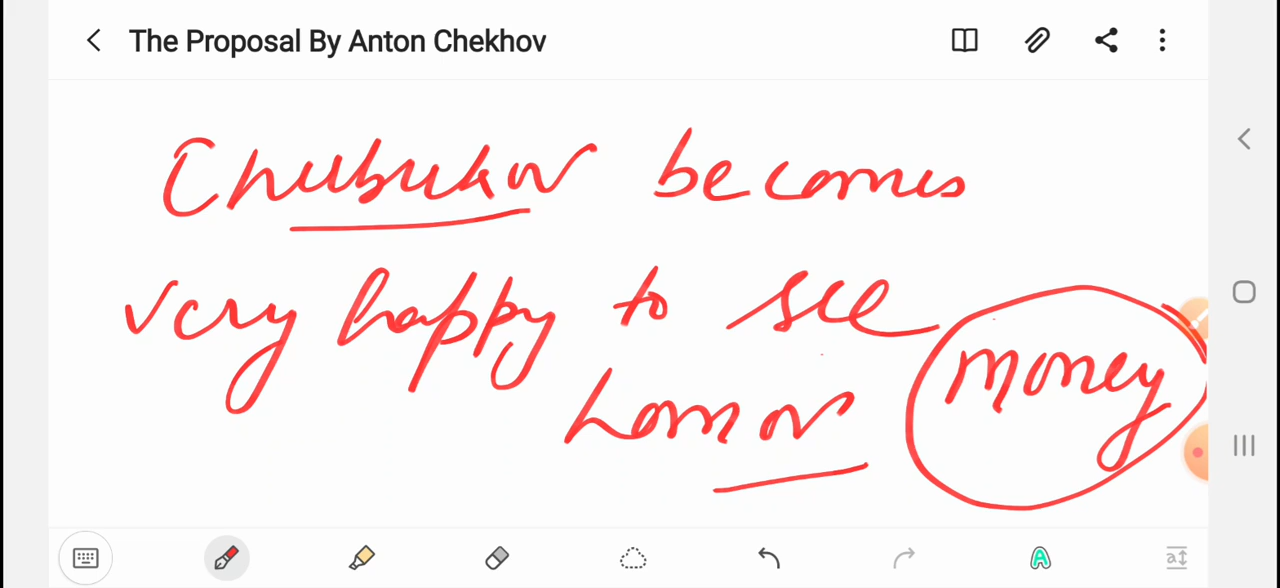 The Proposal By Anton Chekhov
Chubukov becomes
very happy to see
money
Lomov